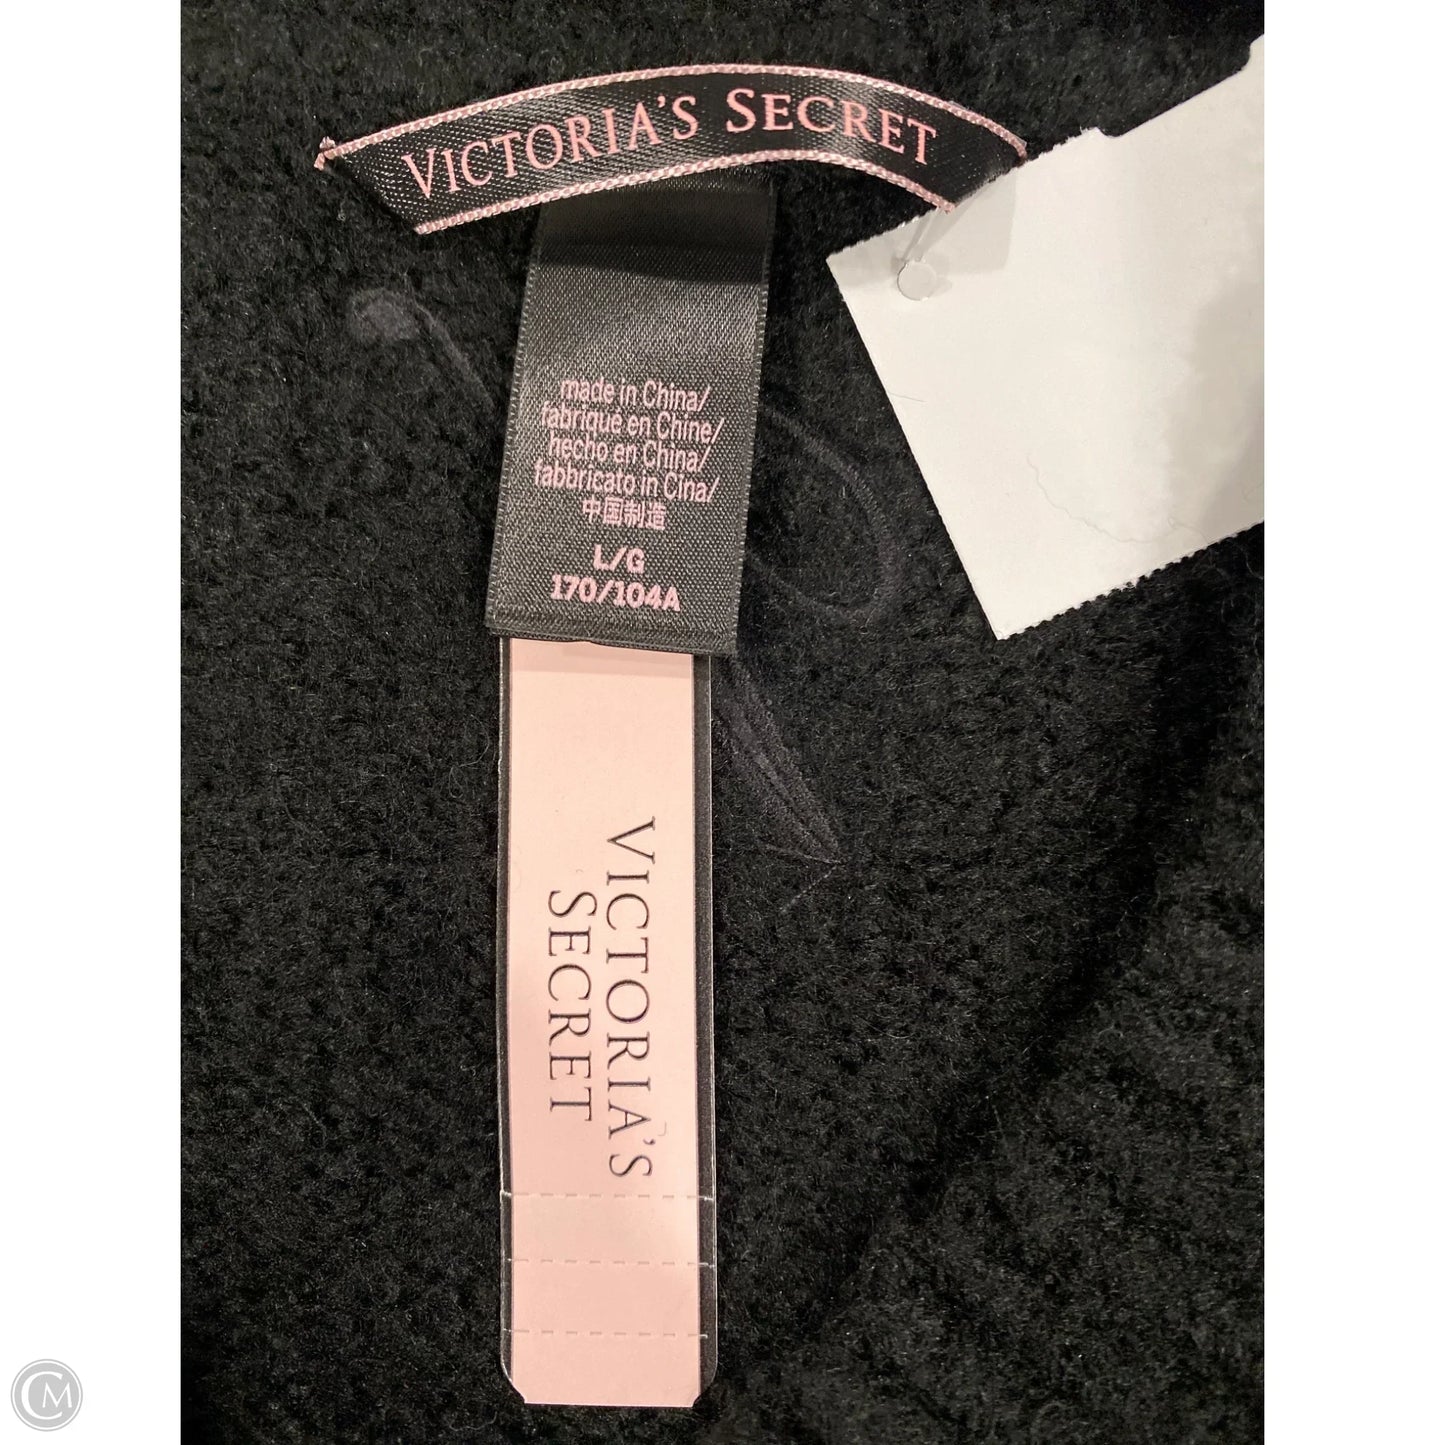 VICTORIA'S SECRET
made in China/
fabriqué en Chine/
hecho en China/
fabbricato in Cina/
中国制造
L/G
170/104A
VICTORIA'S
SECRET
CM